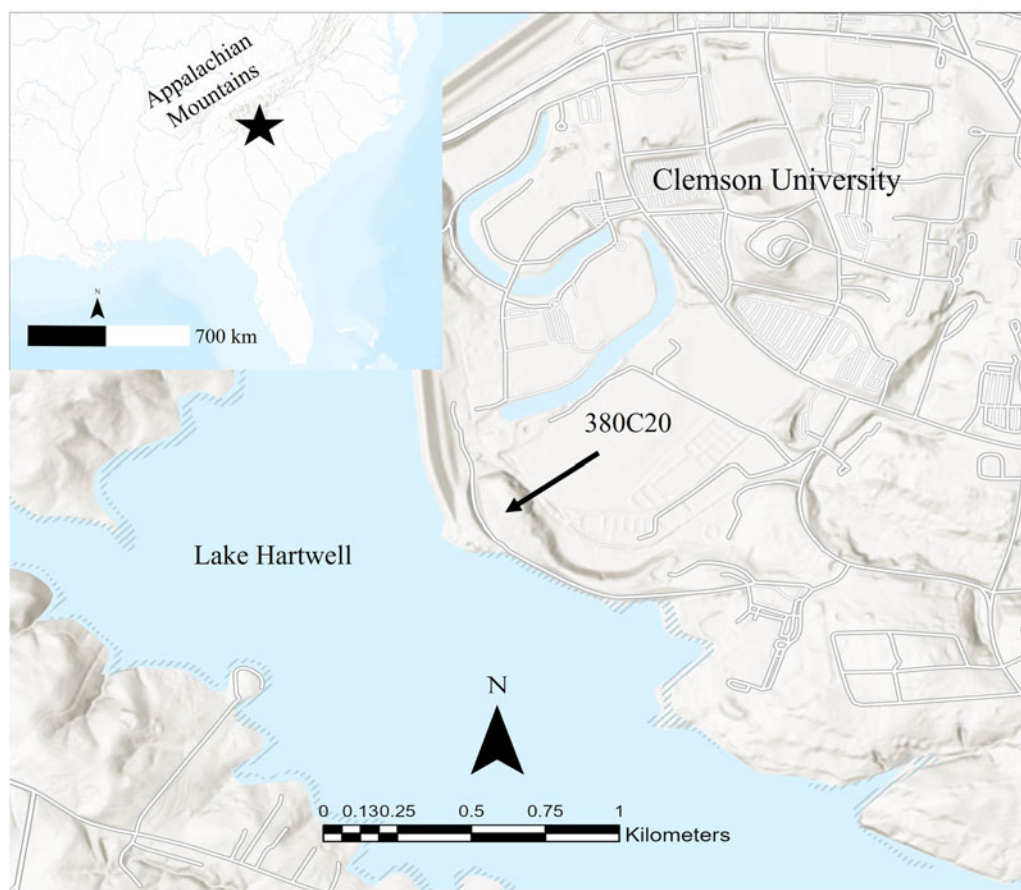 Appalachian
Mountains
N
700 km
Clemson University
380C20
Lake Hartwell
N
0 0.130.25 0.5 0.75 1
Kilometers